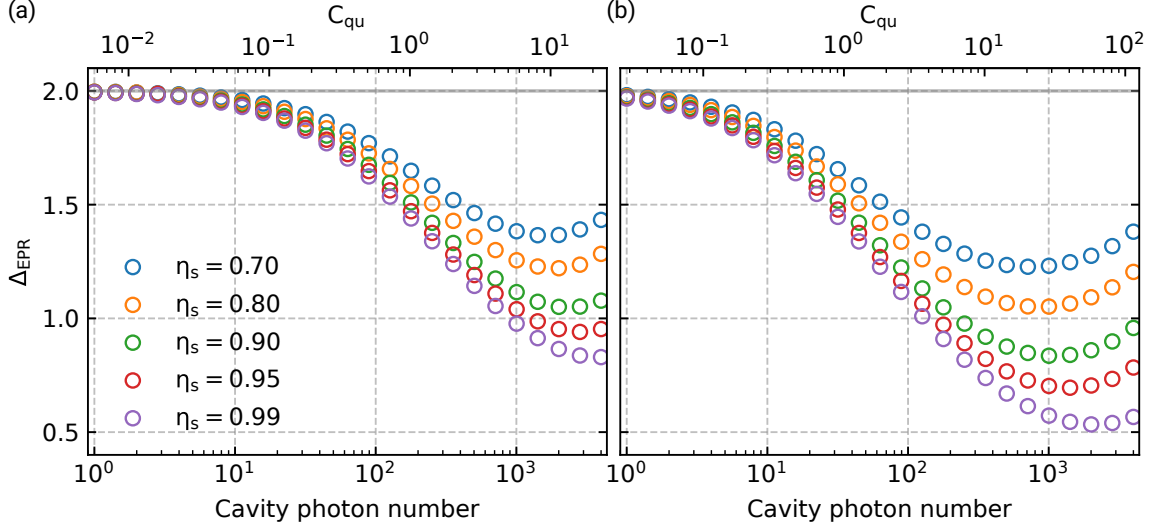 (a)
C_qu
10^-2 10^-1 10^0 10^1
2.0
1.5
1.0
0.5
Δ_EPR
η_s = 0.70
η_s = 0.80
η_s = 0.90
η_s = 0.95
η_s = 0.99
10^0 10^1 10^2 10^3
Cavity photon number
(b)
C_qu
10^-1 10^0 10^1 10^2
10^0 10^1 10^2 10^3
Cavity photon number